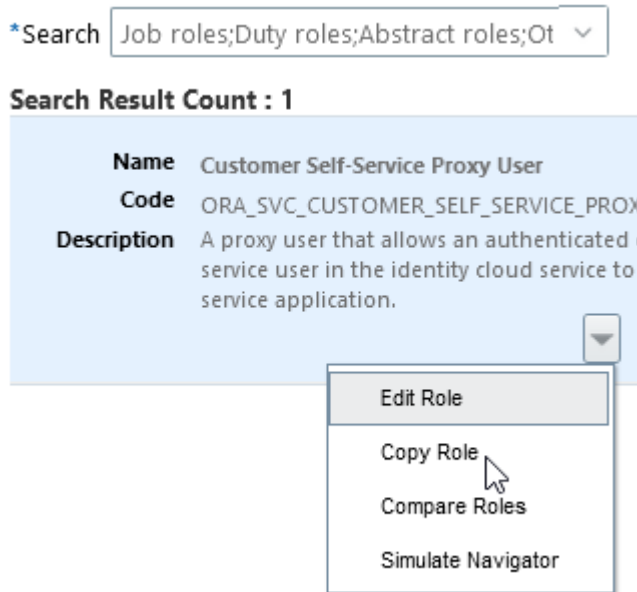 *Search Job roles;Duty roles;Abstract roles;Ot
Search Result Count : 1
Name Customer Self-Service Proxy User
Code ORA_SVC_CUSTOMER_SELF_SERVICE_PROX
Description A proxy user that allows an authenticated
service user in the identity cloud service to
service application.
Edit Role
Copy Role
Compare Roles
Simulate Navigator